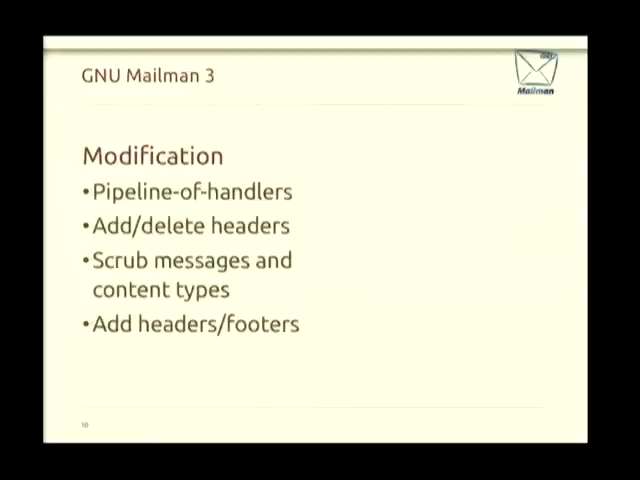 GNU Mailman 3
Mailman
Modification
•Pipeline-of-handlers
•Add/delete headers
•Scrub messages and
content types
•Add headers/footers
10